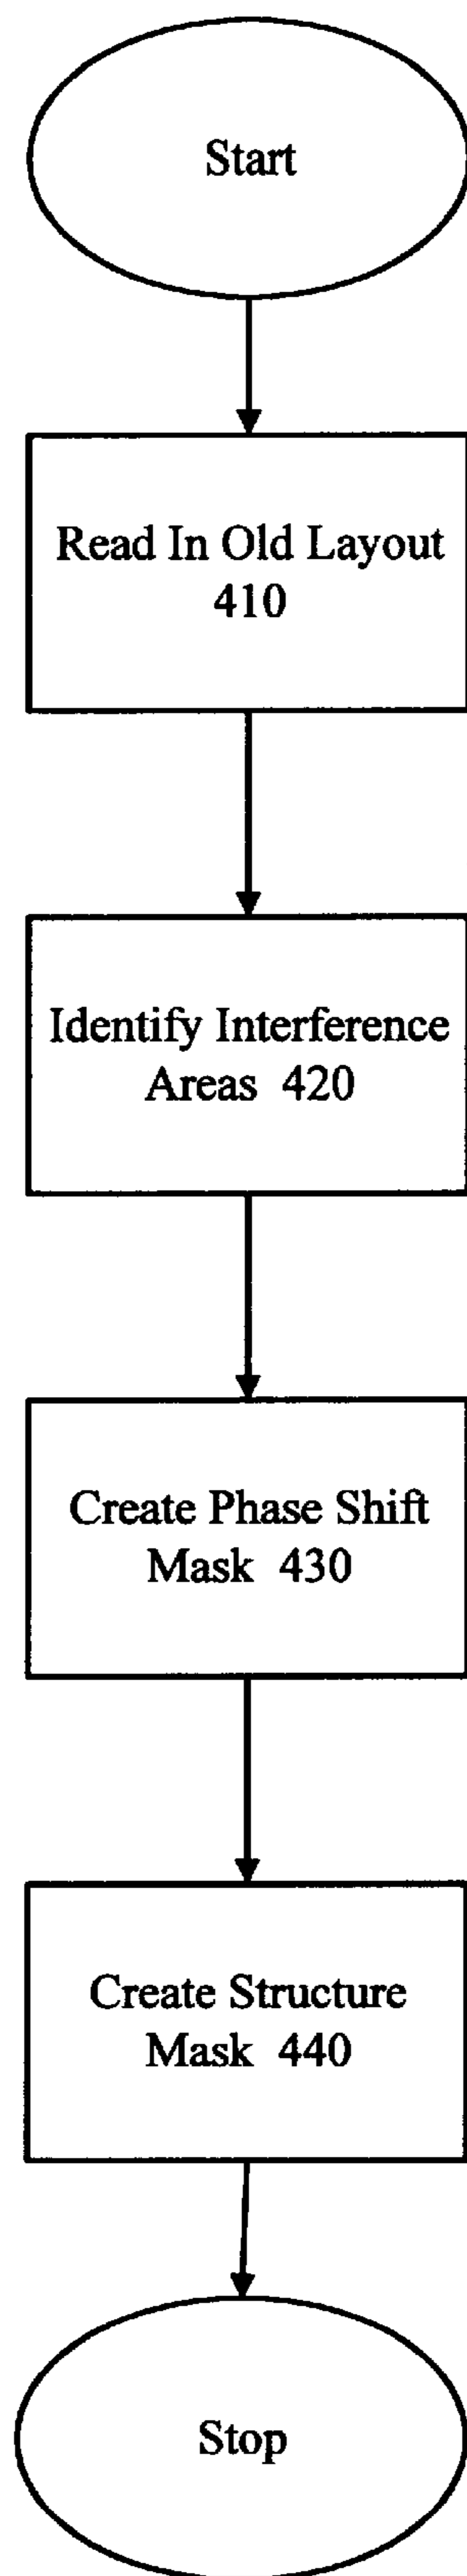 Start
Read In Old Layout
410
Identify Interference
Areas 420
Create Phase Shift
Mask 430
Create Structure
Mask 440
Stop